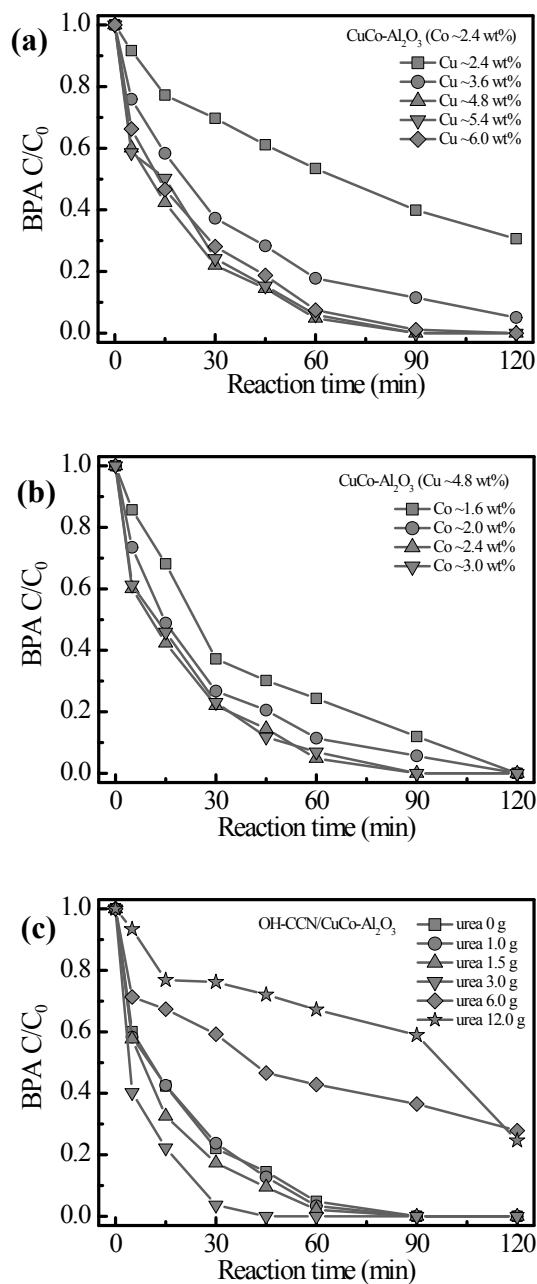 (a)
CuCo-Al₂O₃ (Co ~2.4 wt%)
Cu ~2.4 wt%
Cu ~3.6 wt%
Cu ~4.8 wt%
Cu ~5.4 wt%
Cu ~6.0 wt%
BPA C/C₀
1.0
0.8
0.6
0.4
0.2
0.0
0 30 60 90 120
Reaction time (min)
(b)
CuCo-Al₂O₃ (Cu ~4.8 wt%)
Co ~1.6 wt%
Co ~2.0 wt%
Co ~2.4 wt%
Co ~3.0 wt%
BPA C/C₀
1.0
0.8
0.6
0.4
0.2
0.0
0 30 60 90 120
Reaction time (min)
(c)
OH-CCN/CuCo-Al₂O₃
urea 0 g
urea 1.0 g
urea 1.5 g
urea 3.0 g
urea 6.0 g
urea 12.0 g
BPA C/C₀
1.0
0.8
0.6
0.4
0.2
0.0
0 30 60 90 120
Reaction time (min)